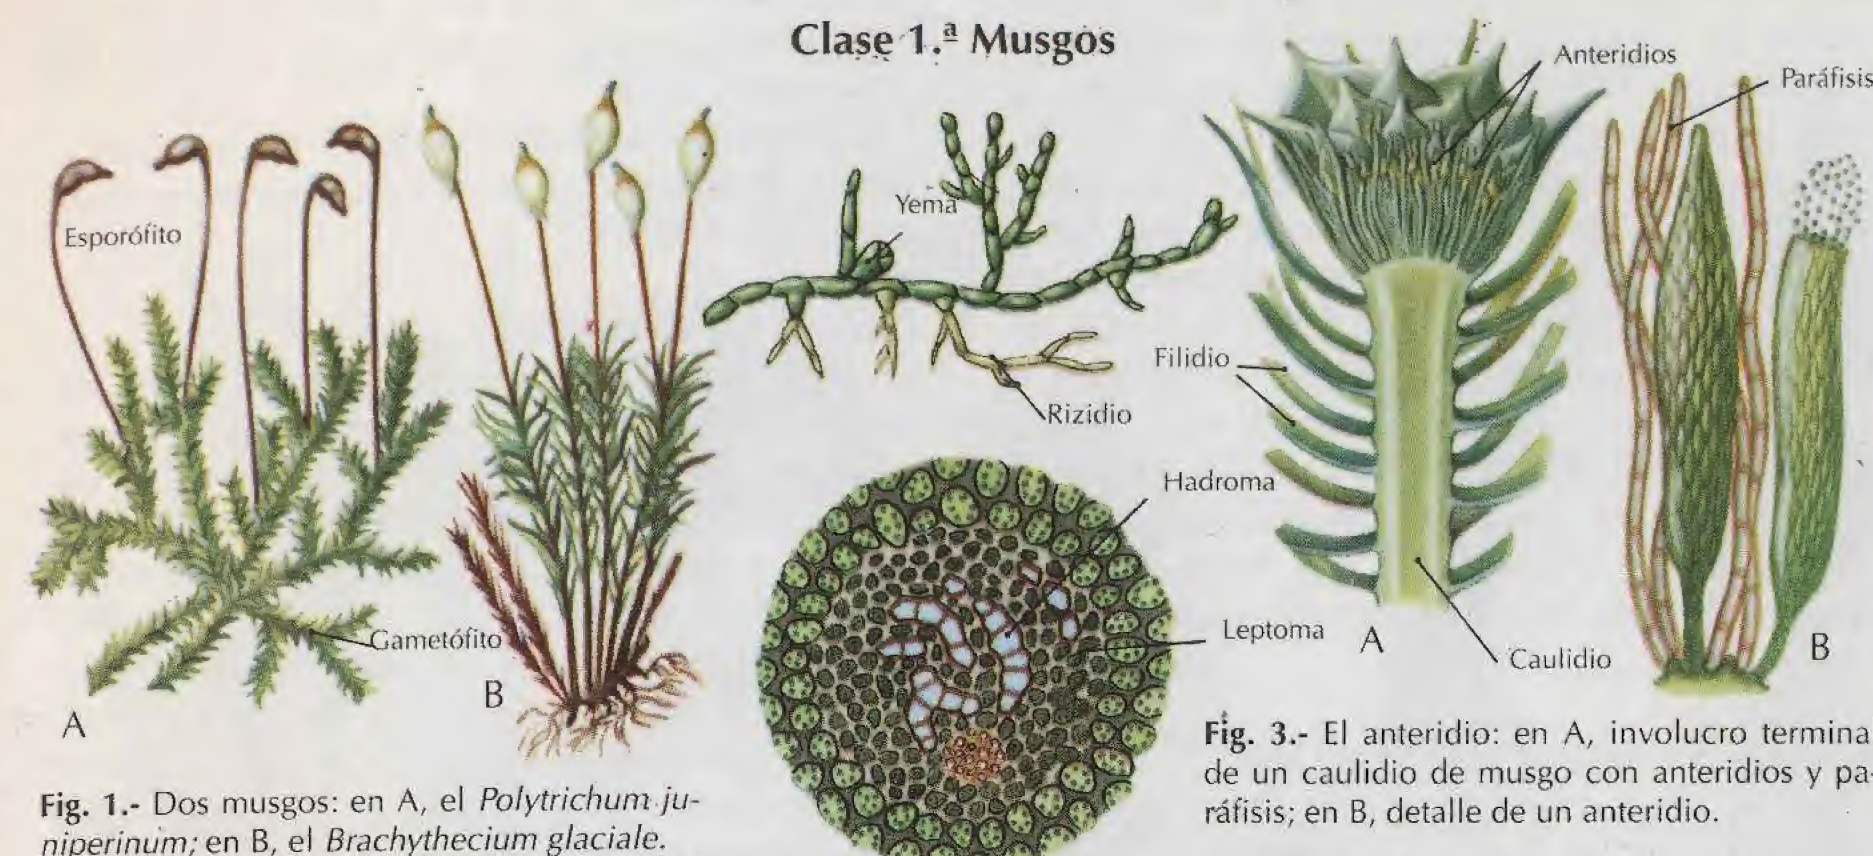 Clase 1.ª Musgos
Esporófito
Gametófito
A
B
Fig. 1.- Dos musgos: en A, el Polytrichum ju-
niperinum; en B, el Brachythecium glaciale.
Yema
Rizidio
Hadroma
Leptoma
Anteridios
Paráfisis
Filidio
Caulidio
A
B
Fig. 3.- El anteridio: en A, involucro termina
de un caulidio de musgo con anteridios y pa-
ráfisis; en B, detalle de un anteridio.